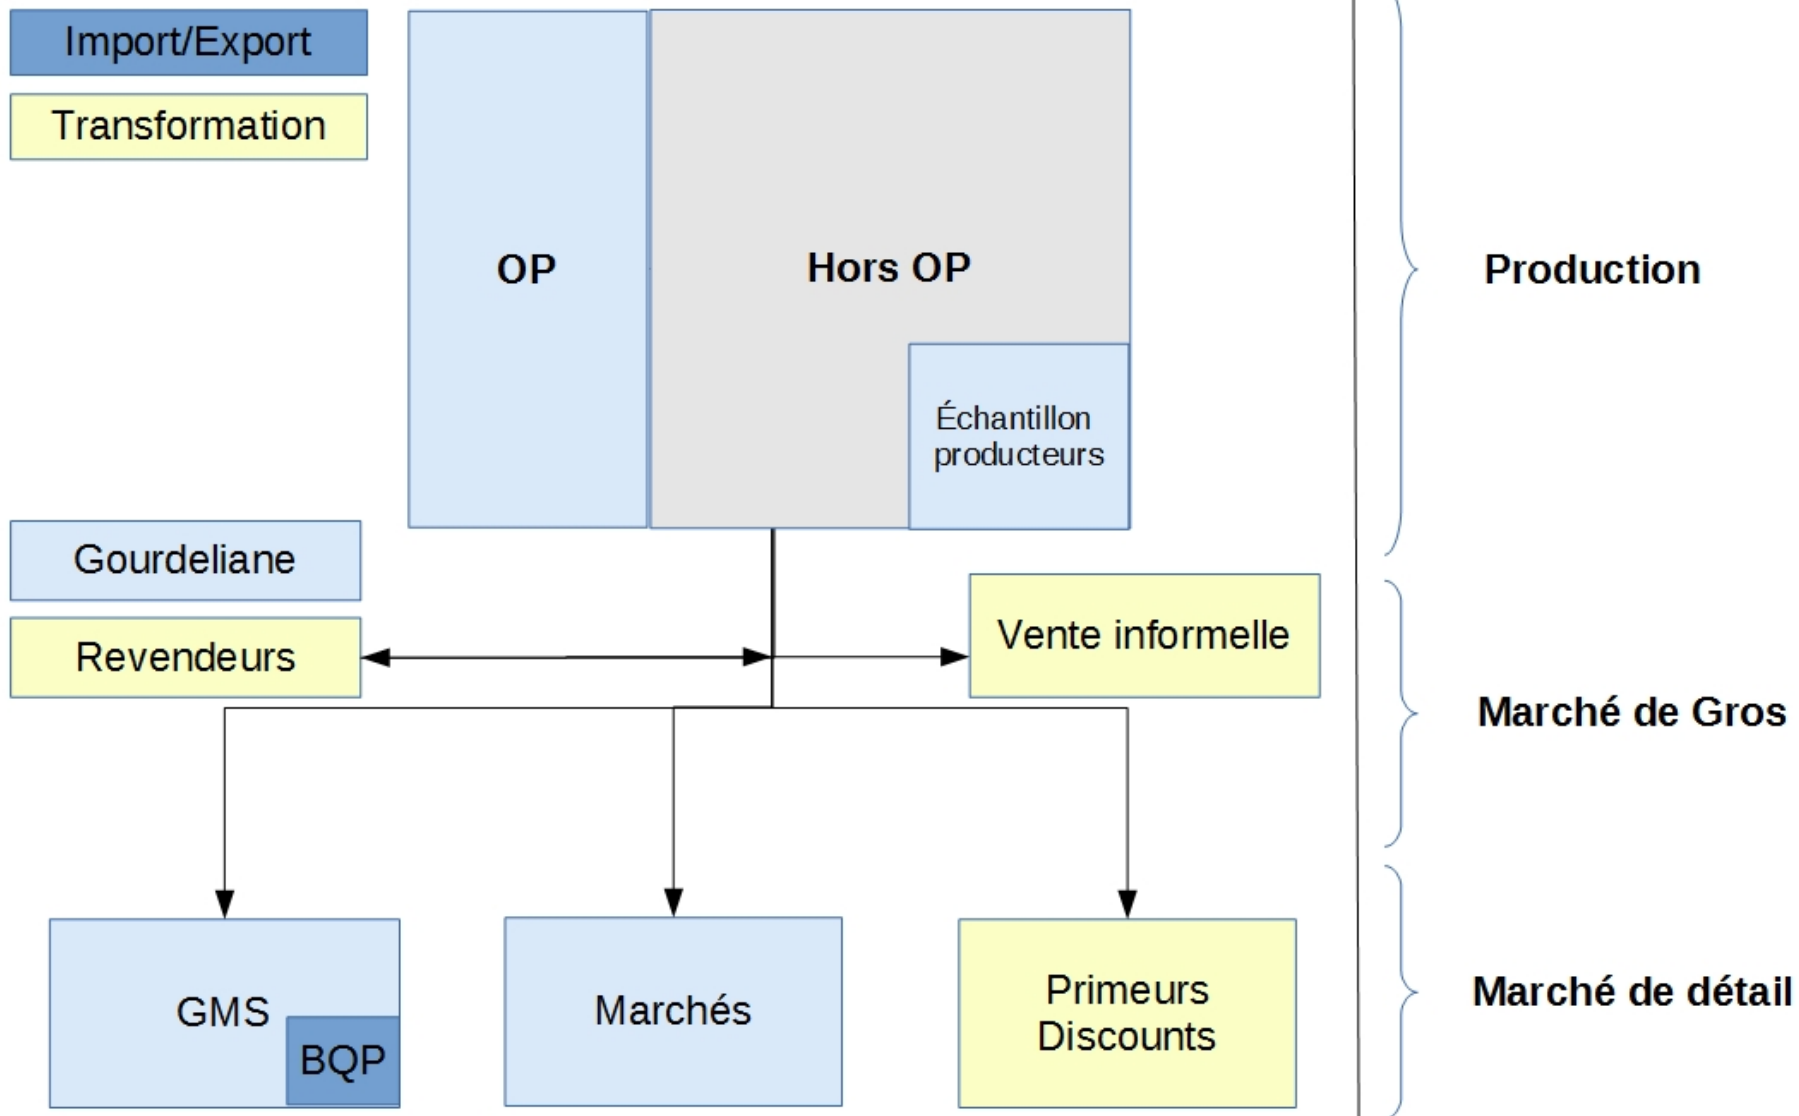 Import/Export
Transformation
OP
Hors OP
Échantillon
producteurs
Production
Gourdeliane
Revendeurs
Vente informelle
Marché de Gros
GMS
BQP
Marchés
Primeurs
Discounts
Marché de détail